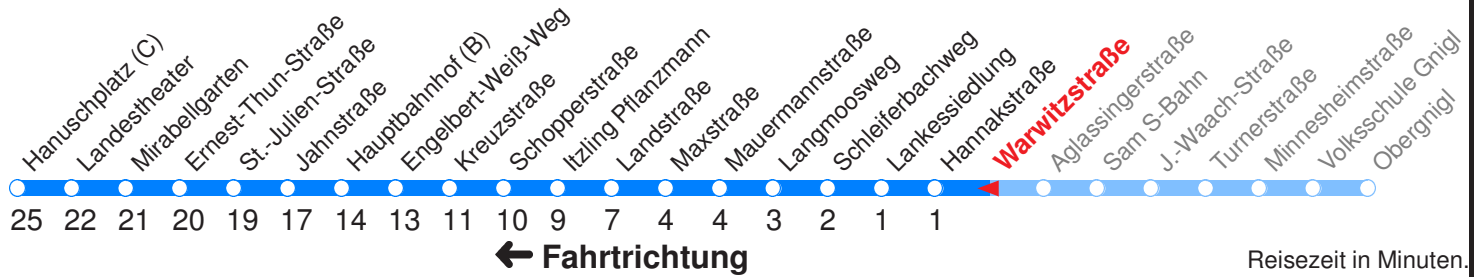 Hanuschplatz (C)
Landestheater
Mirabellgarten
Ernest-Thun-Straße
St.-Julien-Straße
Jahnstraße
Hauptbahnhof (B)
Engelbert-Weiß-Weg
Kreuzstraße
Schopperstraße
Itzling Pflanzmann
Landstraße
Maxstraße
Mauermannstraße
Langmoosweg
Schleiferbachweg
Lankessiedlung
Hannakstraße
Warwitzstraße
Aglassingerstraße
Sam S-Bahn
J.-Waach-Straße
Turnerstraße
Minnesheimstraße
Volksschule Gnigl
Obergnigl
25 22 21 20 19 17 14 13 11 10 9 7 4 4 3 2 1 1
← Fahrtrichtung
Reisezeit in Minuten.